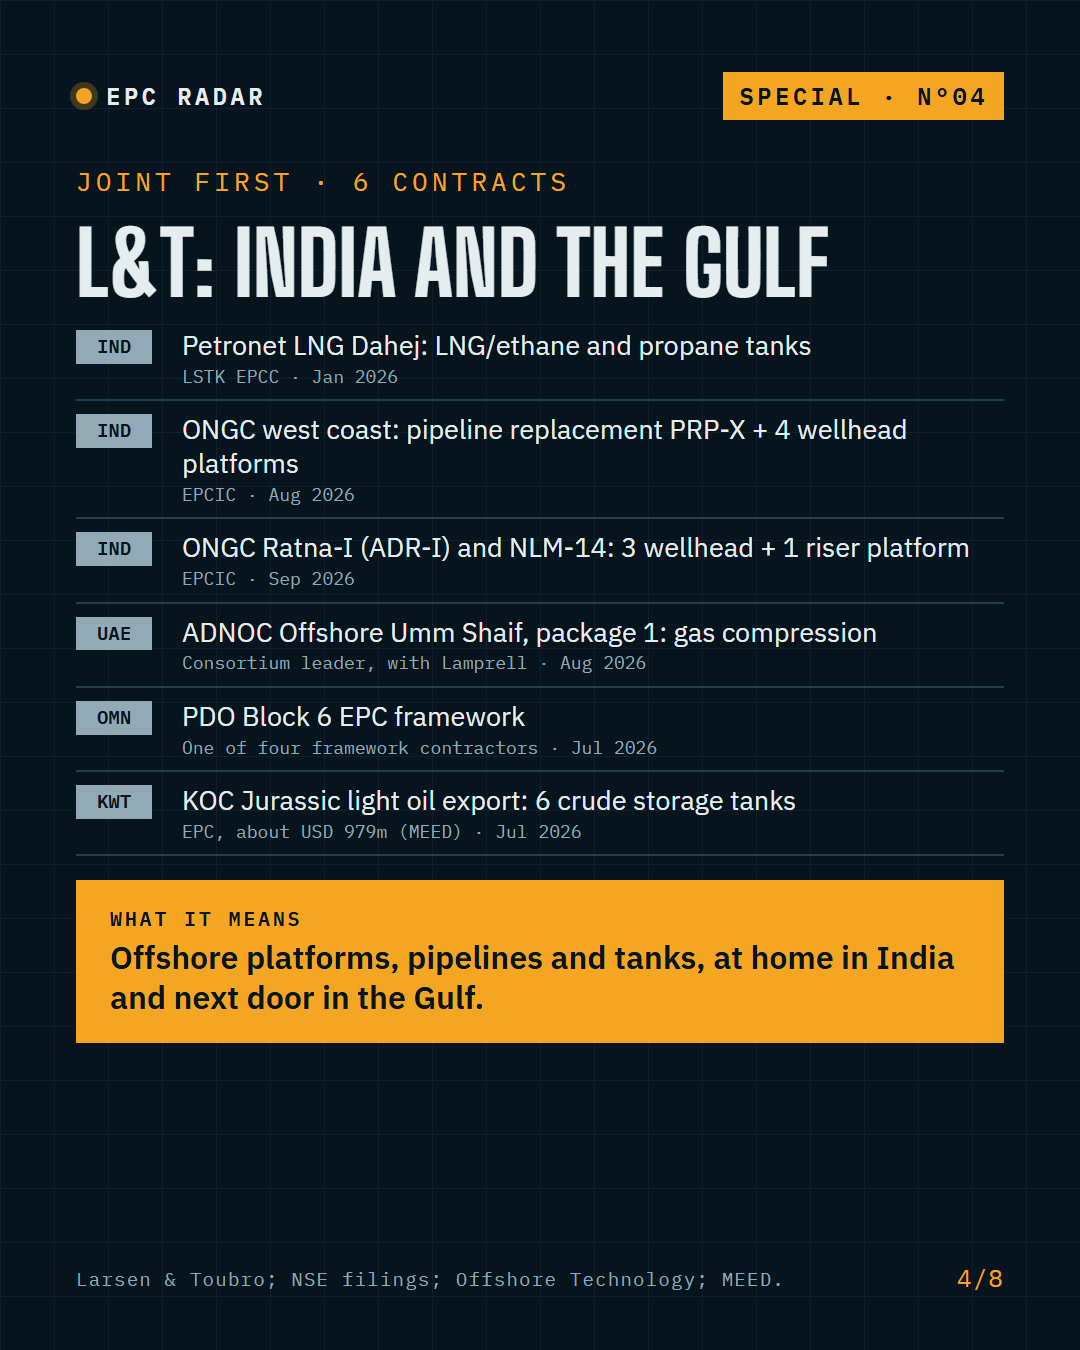 EPC RADAR
SPECIAL · N°04
JOINT FIRST · 6 CONTRACTS
L&T: INDIA AND THE GULF
IND
Petronet LNG Dahej: LNG/ethane and propane tanks
LSTK EPCC · Jan 2026
IND
ONGC west coast: pipeline replacement PRP-X + 4 wellhead
platforms
EPCIC · Aug 2026
IND
ONGC Ratna-I (ADR-I) and NLM-14: 3 wellhead + 1 riser platform
EPCIC · Sep 2026
UAE
ADNOC Offshore Umm Shaif, package 1: gas compression
Consortium leader, with Lamprell · Aug 2026
OMN
PDO Block 6 EPC framework
One of four framework contractors · Jul 2026
KWT
KOC Jurassic light oil export: 6 crude storage tanks
EPC, about USD 979m (MEED) · Jul 2026
WHAT IT MEANS
Offshore platforms, pipelines and tanks, at home in India
and next door in the Gulf.
Larsen & Toubro; NSE filings; Offshore Technology; MEED.
4/8